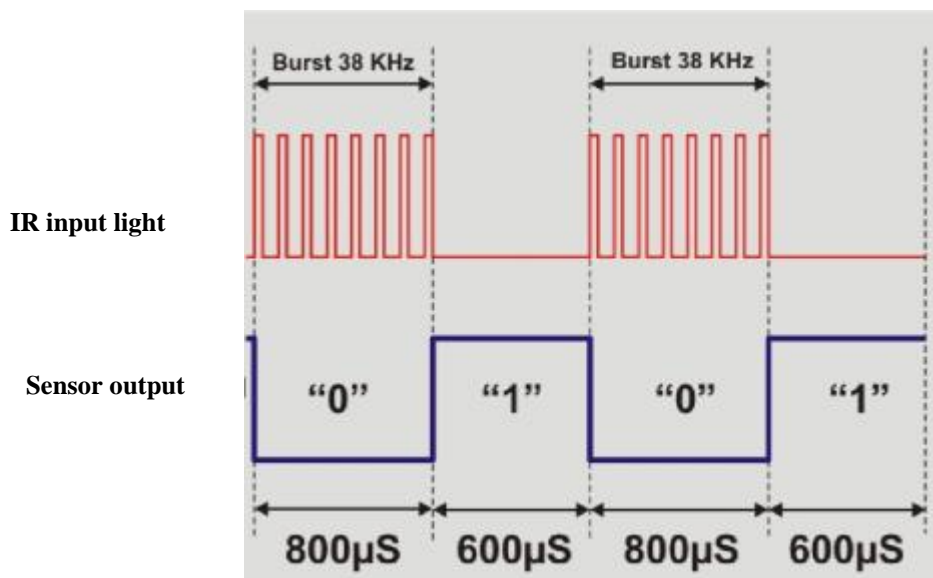 Burst 38 KHz Burst 38 KHz
IR input light
Sensor output
“0” “1” “0” “1”
800µS 600µS 800µS 600µS